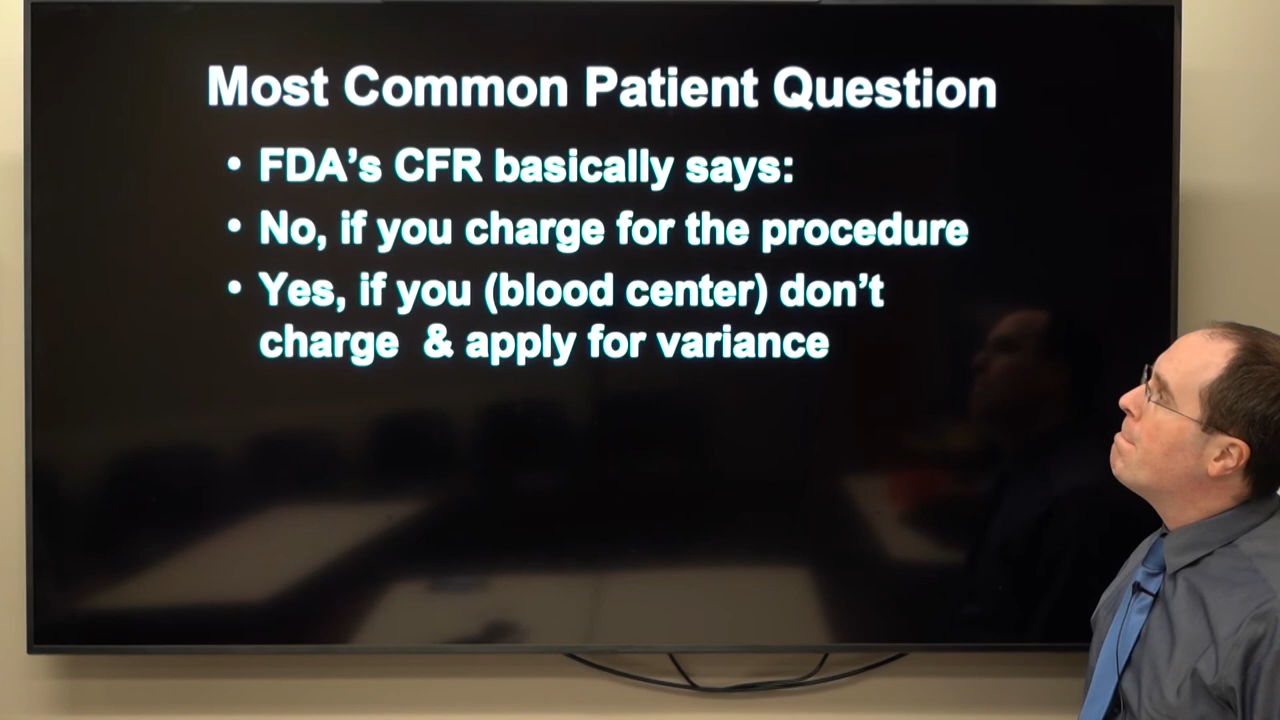 Most Common Patient Question
• FDA’s CFR basically says:
• No, if you charge for the procedure
• Yes, if you (blood center) don’t
charge & apply for variance